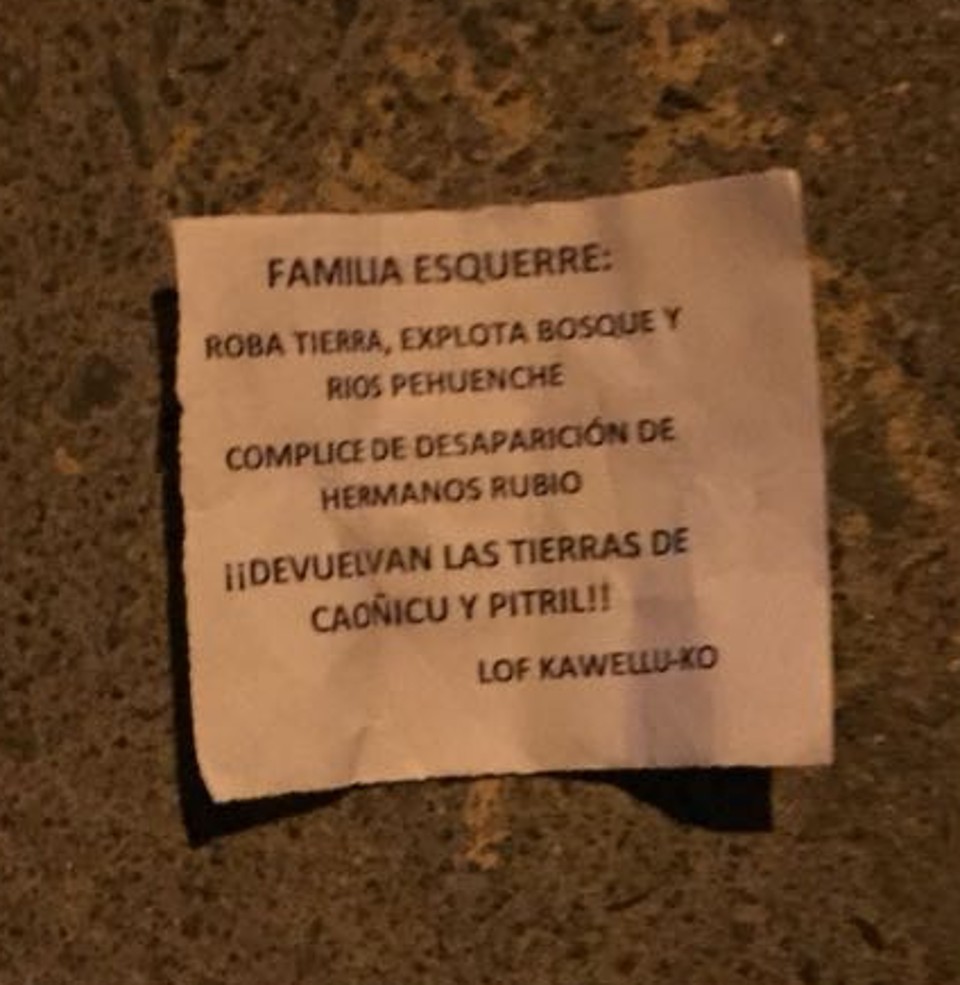 FAMILIA ESQUERRE:
ROBA TIERRA, EXPLOTA BOSQUE Y
RIOS PEHUENCHE
COMPLICE DE DESAPARICIÓN DE
HERMANOS RUBIO
¡¡DEVUELVAN LAS TIERRAS DE
CAOÑICU Y PITRIL!!
LOF KAWELLU-KO